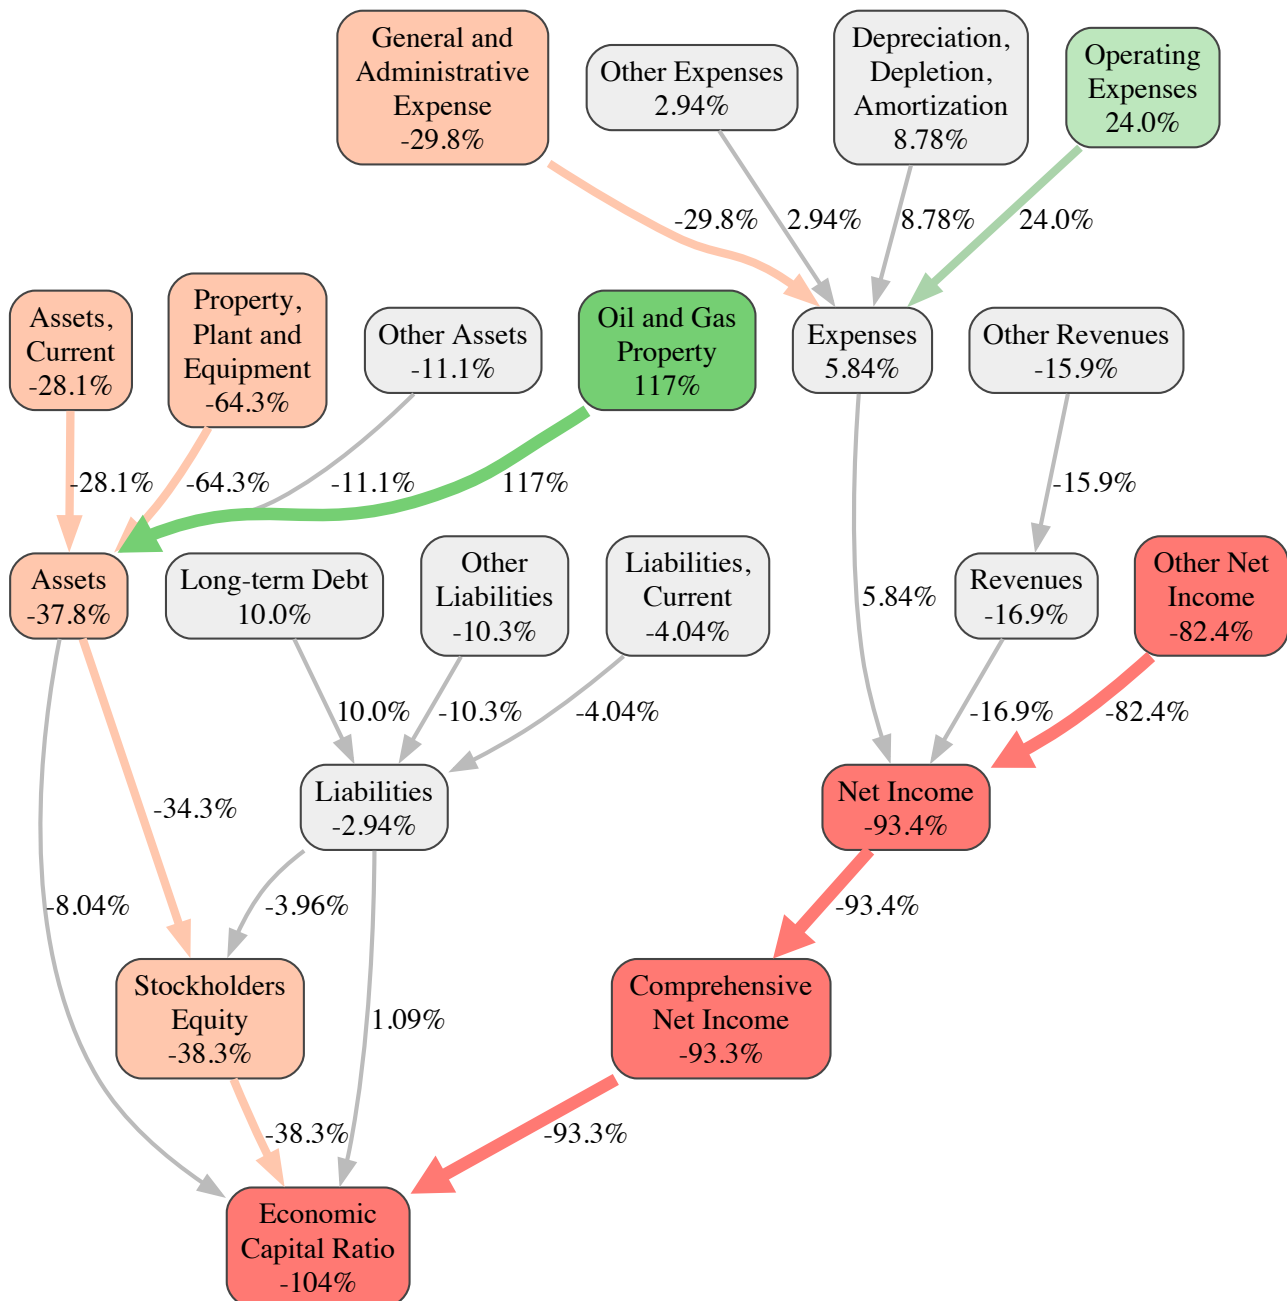 General and
Administrative
Expense
-29.8%
Other Expenses
2.94%
Depreciation,
Depletion,
Amortization
8.78%
Operating
Expenses
24.0%
-29.8%
2.94%
8.78%
24.0%
Assets,
Current
-28.1%
Property,
Plant and
Equipment
-64.3%
Other Assets
-11.1%
Oil and Gas
Property
117%
Expenses
5.84%
Other Revenues
-15.9%
-28.1%
-64.3%
-11.1%
117%
-15.9%
Assets
-37.8%
Long-term Debt
10.0%
Other
Liabilities
-10.3%
Liabilities,
Current
-4.04%
5.84%
Revenues
-16.9%
Other Net
Income
-82.4%
10.0%
-10.3%
-4.04%
-16.9%
-82.4%
-34.3%
Liabilities
-2.94%
Net Income
-93.4%
-8.04%
-3.96%
-93.4%
Stockholders
Equity
-38.3%
1.09%
Comprehensive
Net Income
-93.3%
-38.3%
-93.3%
Economic
Capital Ratio
-104%